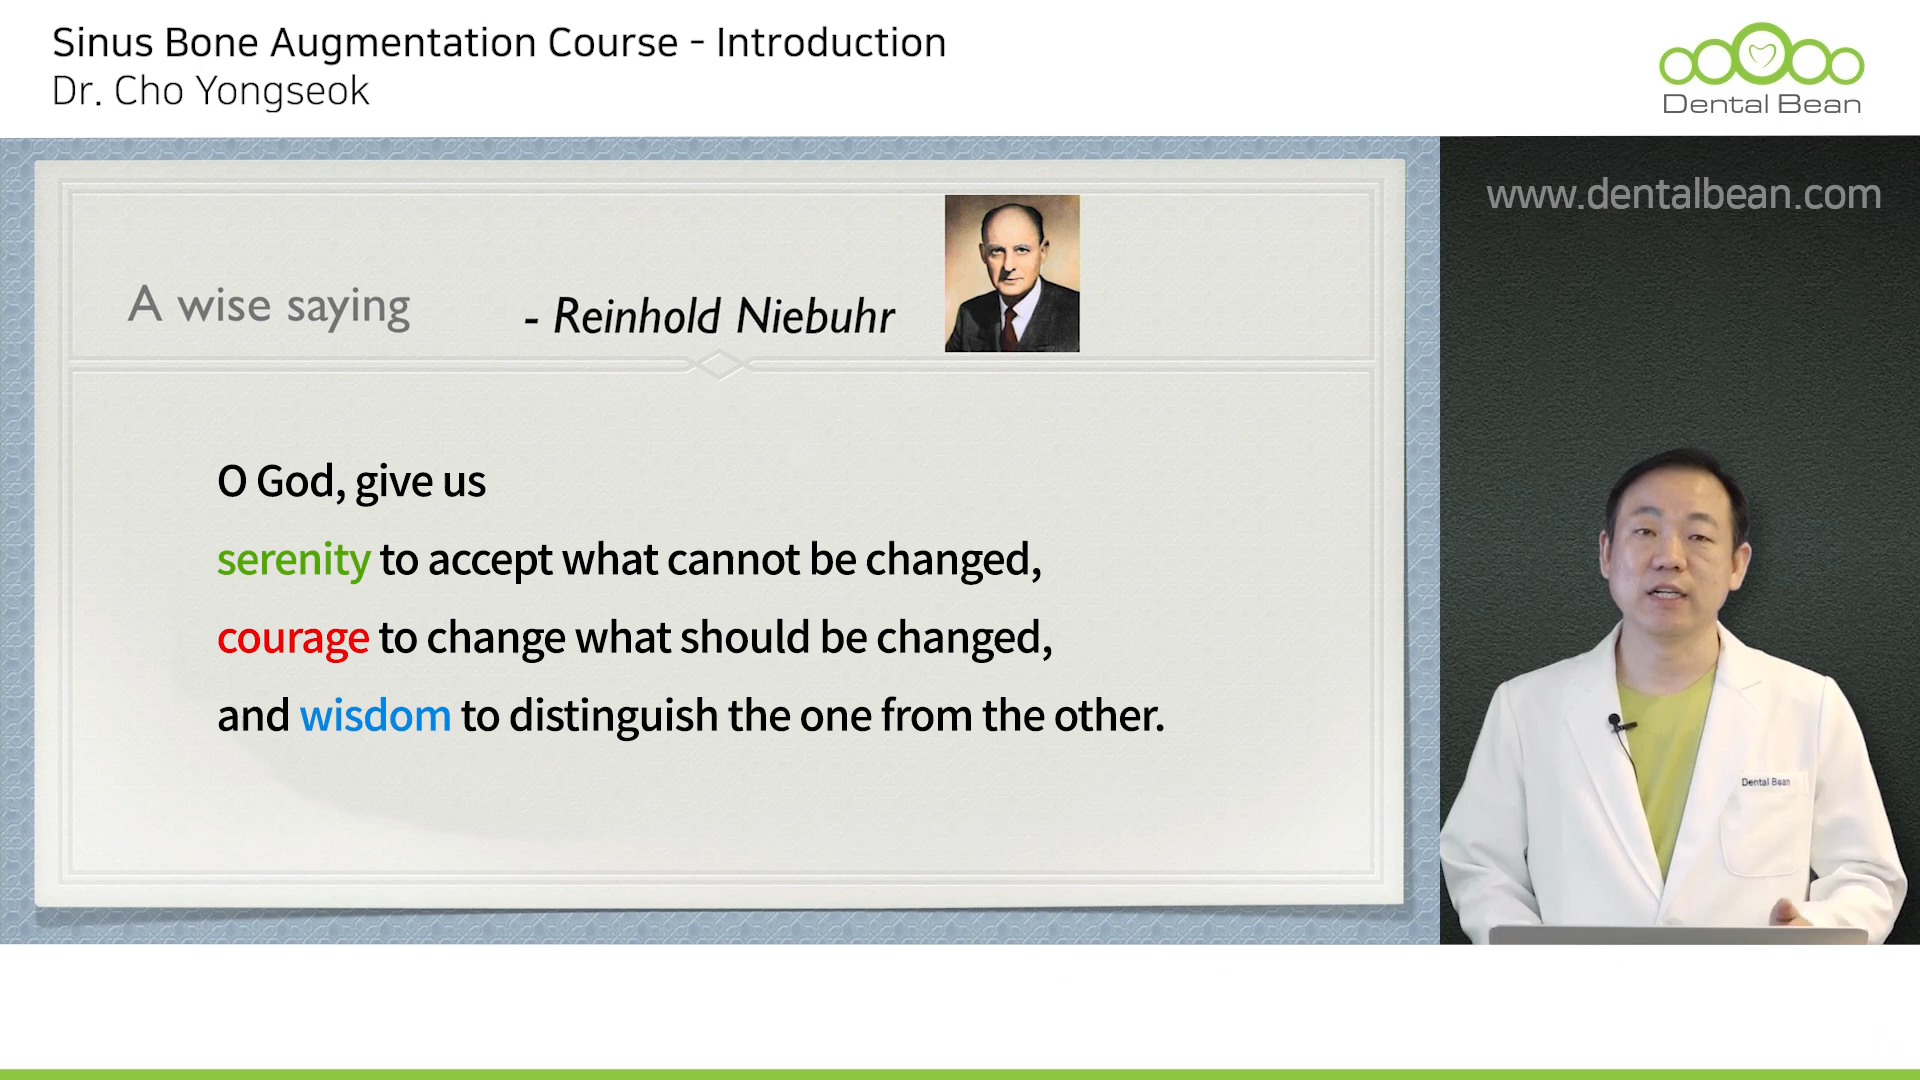 Sinus Bone Augmentation Course - Introduction
Dr. Cho Yongseok
Dental Bean
www.dentalbean.com
A wise saying
- Reinhold Niebuhr
O God, give us
serenity to accept what cannot be changed,
courage to change what should be changed,
and wisdom to distinguish the one from the other.
Dental Bean